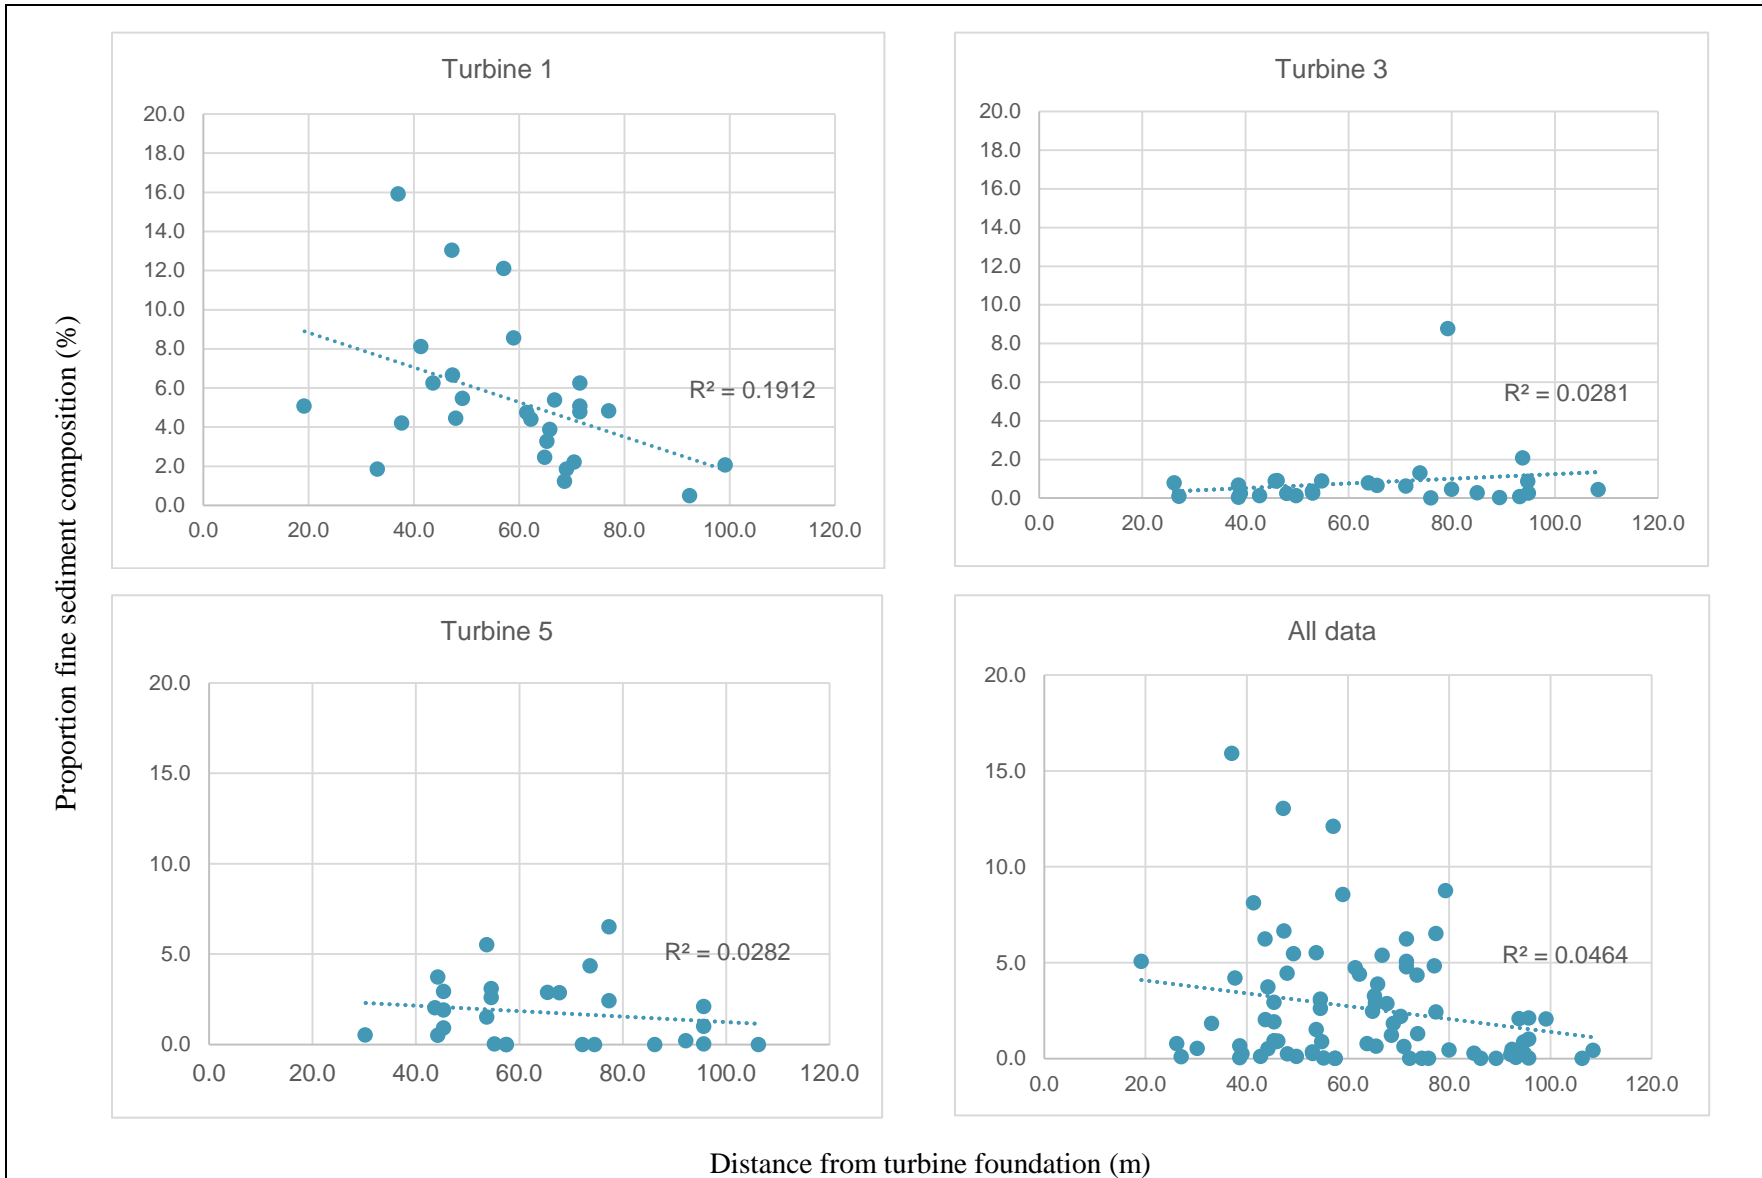 Turbine 1
20.0
18.0
16.0
14.0
12.0
10.0
8.0
6.0
4.0
2.0
0.0
0.0 20.0 40.0 60.0 80.0 100.0 120.0
R² = 0.1912
Turbine 3
20.0
18.0
16.0
14.0
12.0
10.0
8.0
6.0
4.0
2.0
0.0
0.0 20.0 40.0 60.0 80.0 100.0 120.0
R² = 0.0281
Proportion fine sediment composition (%)
Turbine 5
20.0
15.0
10.0
5.0
0.0
0.0 20.0 40.0 60.0 80.0 100.0 120.0
R² = 0.0282
All data
20.0
15.0
10.0
5.0
0.0
0.0 20.0 40.0 60.0 80.0 100.0 120.0
R² = 0.0464
Distance from turbine foundation (m)